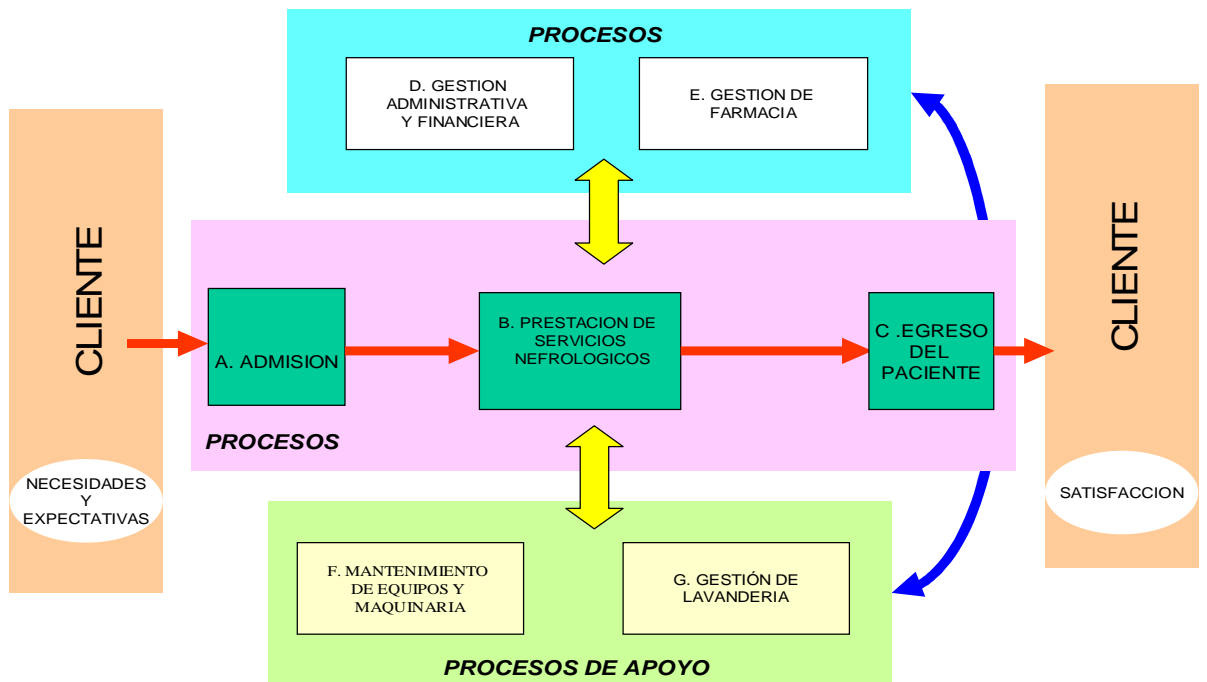 PROCESOS
D. GESTION
ADMINISTRATIVA
Y FINANCIERA
E. GESTION DE
FARMACIA
CLIENTE
NECESIDADES
Y
EXPECTATIVAS
A. ADMISION
B. PRESTACION DE
SERVICIOS
NEFROLOGICOS
C .EGRESO
DEL
PACIENTE
PROCESOS
CLIENTE
SATISFACCION
F. MANTENIMIENTO
DE EQUIPOS Y
MAQUINARIA
G. GESTIÓN DE
LAVANDERIA
PROCESOS DE APOYO